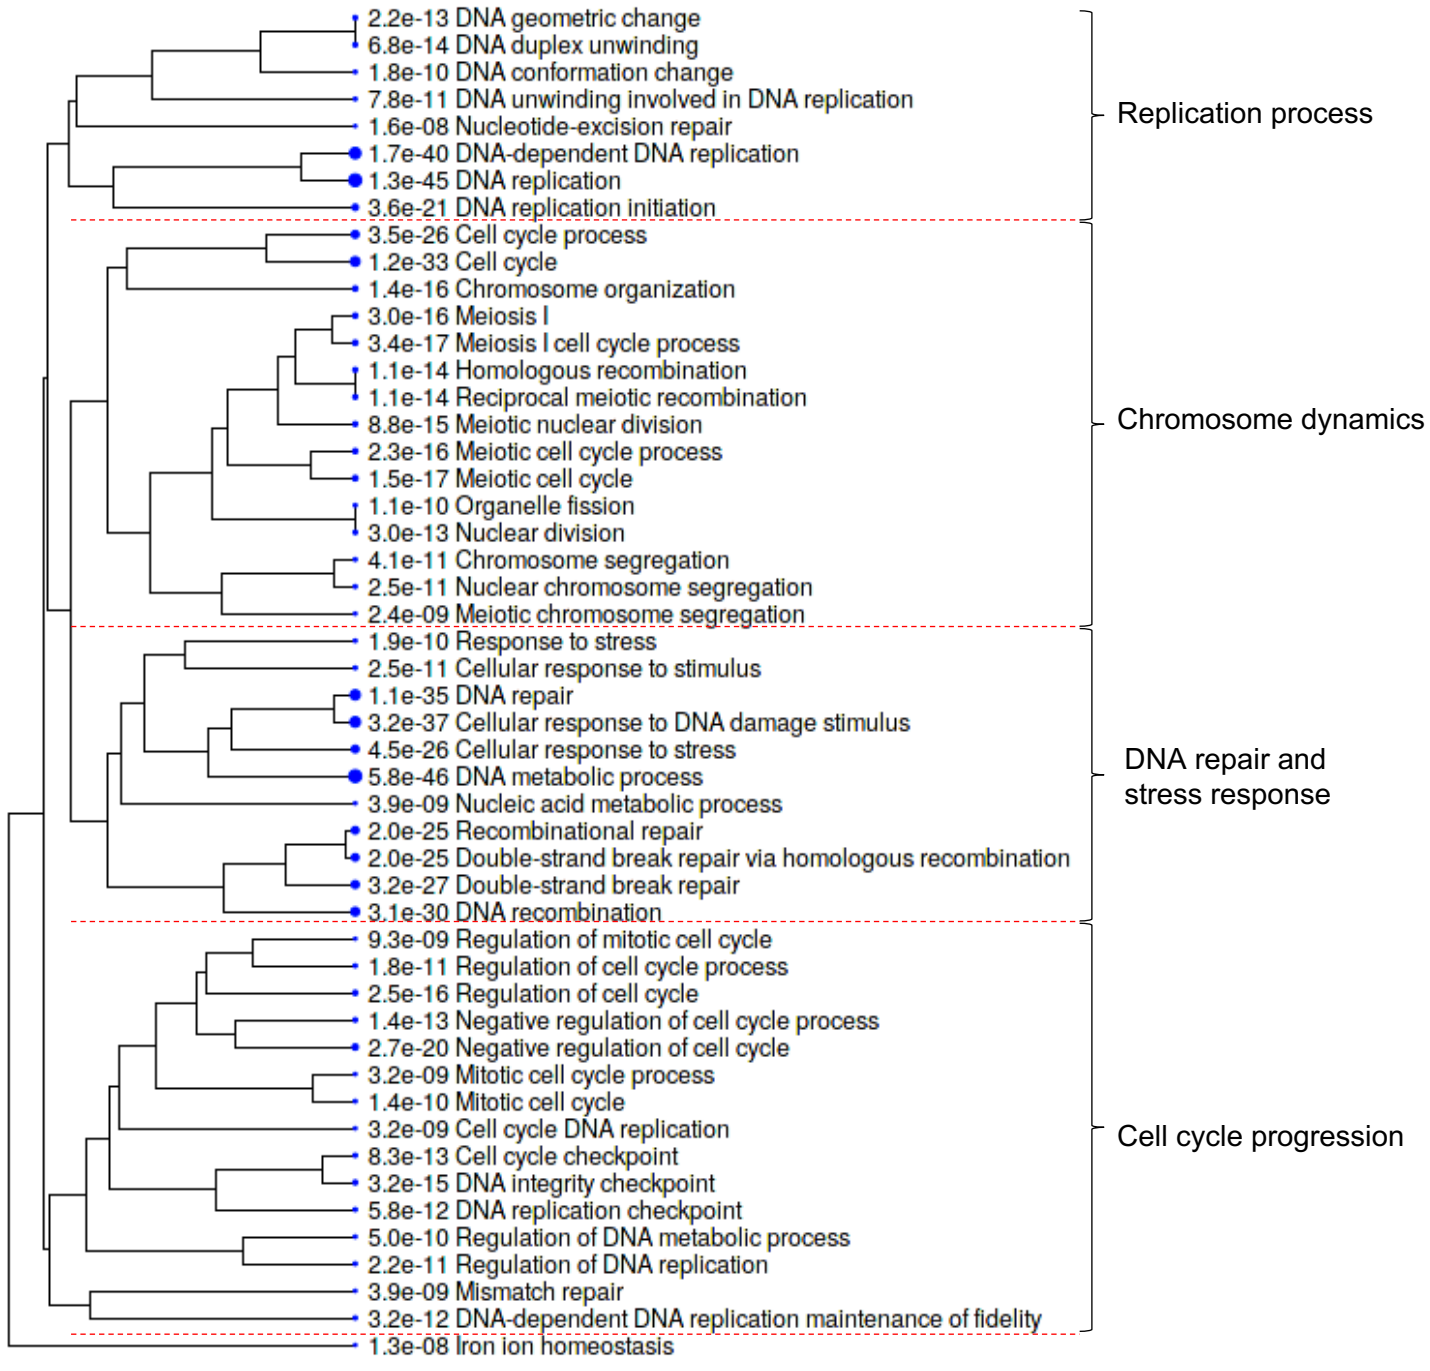 2.2e-13 DNA geometric change
6.8e-14 DNA duplex unwinding
1.8e-10 DNA conformation change
7.8e-11 DNA unwinding involved in DNA replication
1.6e-08 Nucleotide-excision repair
1.7e-40 DNA-dependent DNA replication
1.3e-45 DNA replication
3.6e-21 DNA replication initiation
Replication process
3.5e-26 Cell cycle process
1.2e-33 Cell cycle
1.4e-16 Chromosome organization
3.0e-16 Meiosis I
3.4e-17 Meiosis I cell cycle process
1.1e-14 Homologous recombination
1.1e-14 Reciprocal meiotic recombination
8.8e-15 Meiotic nuclear division
2.3e-16 Meiotic cell cycle process
1.5e-17 Meiotic cell cycle
1.1e-10 Organelle fission
3.0e-13 Nuclear division
4.1e-11 Chromosome segregation
2.5e-11 Nuclear chromosome segregation
2.4e-09 Meiotic chromosome segregation
Chromosome dynamics
1.9e-10 Response to stress
2.5e-11 Cellular response to stimulus
1.1e-35 DNA repair
3.2e-37 Cellular response to DNA damage stimulus
4.5e-26 Cellular response to stress
5.8e-46 DNA metabolic process
3.9e-09 Nucleic acid metabolic process
2.0e-25 Recombinational repair
2.0e-25 Double-strand break repair via homologous recombination
3.2e-27 Double-strand break repair
3.1e-30 DNA recombination
DNA repair and
stress response
9.3e-09 Regulation of mitotic cell cycle
1.8e-11 Regulation of cell cycle process
2.5e-16 Regulation of cell cycle
1.4e-13 Negative regulation of cell cycle process
2.7e-20 Negative regulation of cell cycle
3.2e-09 Mitotic cell cycle process
1.4e-10 Mitotic cell cycle
3.2e-09 Cell cycle DNA replication
8.3e-13 Cell cycle checkpoint
3.2e-15 DNA integrity checkpoint
5.8e-12 DNA replication checkpoint
5.0e-10 Regulation of DNA metabolic process
2.2e-11 Regulation of DNA replication
3.9e-09 Mismatch repair
3.2e-12 DNA-dependent DNA replication maintenance of fidelity
Cell cycle progression
1.3e-08 Iron ion homeostasis